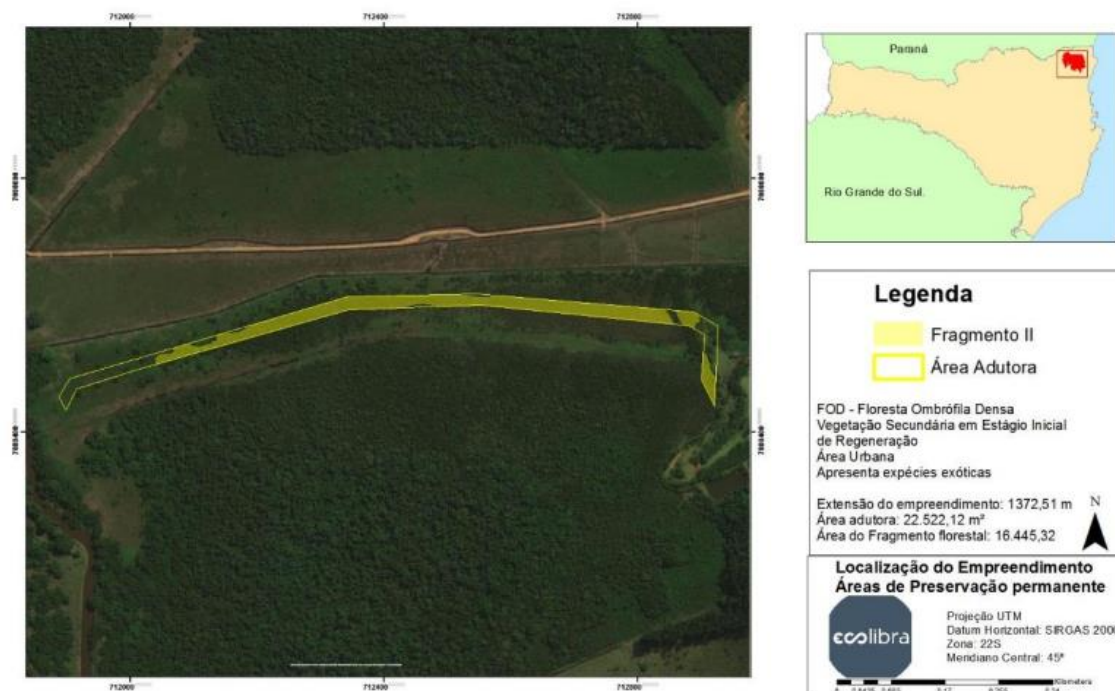 712000
712400
712800
Paraná
Rio Grande do Sul.
Legenda
Fragmento II
Área Adutora
FOD - Floresta Ombrófila Densa
Vegetação Secundária em Estágio Inicial
de Regeneração
Área Urbana
Apresenta expécies exóticas
Extensão do empreendimento: 1372,51 m
N
Área adutora: 22.522,12 m²
Área do Fragmento florestal: 16.445,32
Localização do Empreendimento
Áreas de Preservação permanente
ecolibra
Projeção UTM
Datum Horizontal: SIRGAS 200
Zona: 22S
Meridiano Central: 45º
Kilometers
712000
712400
712800